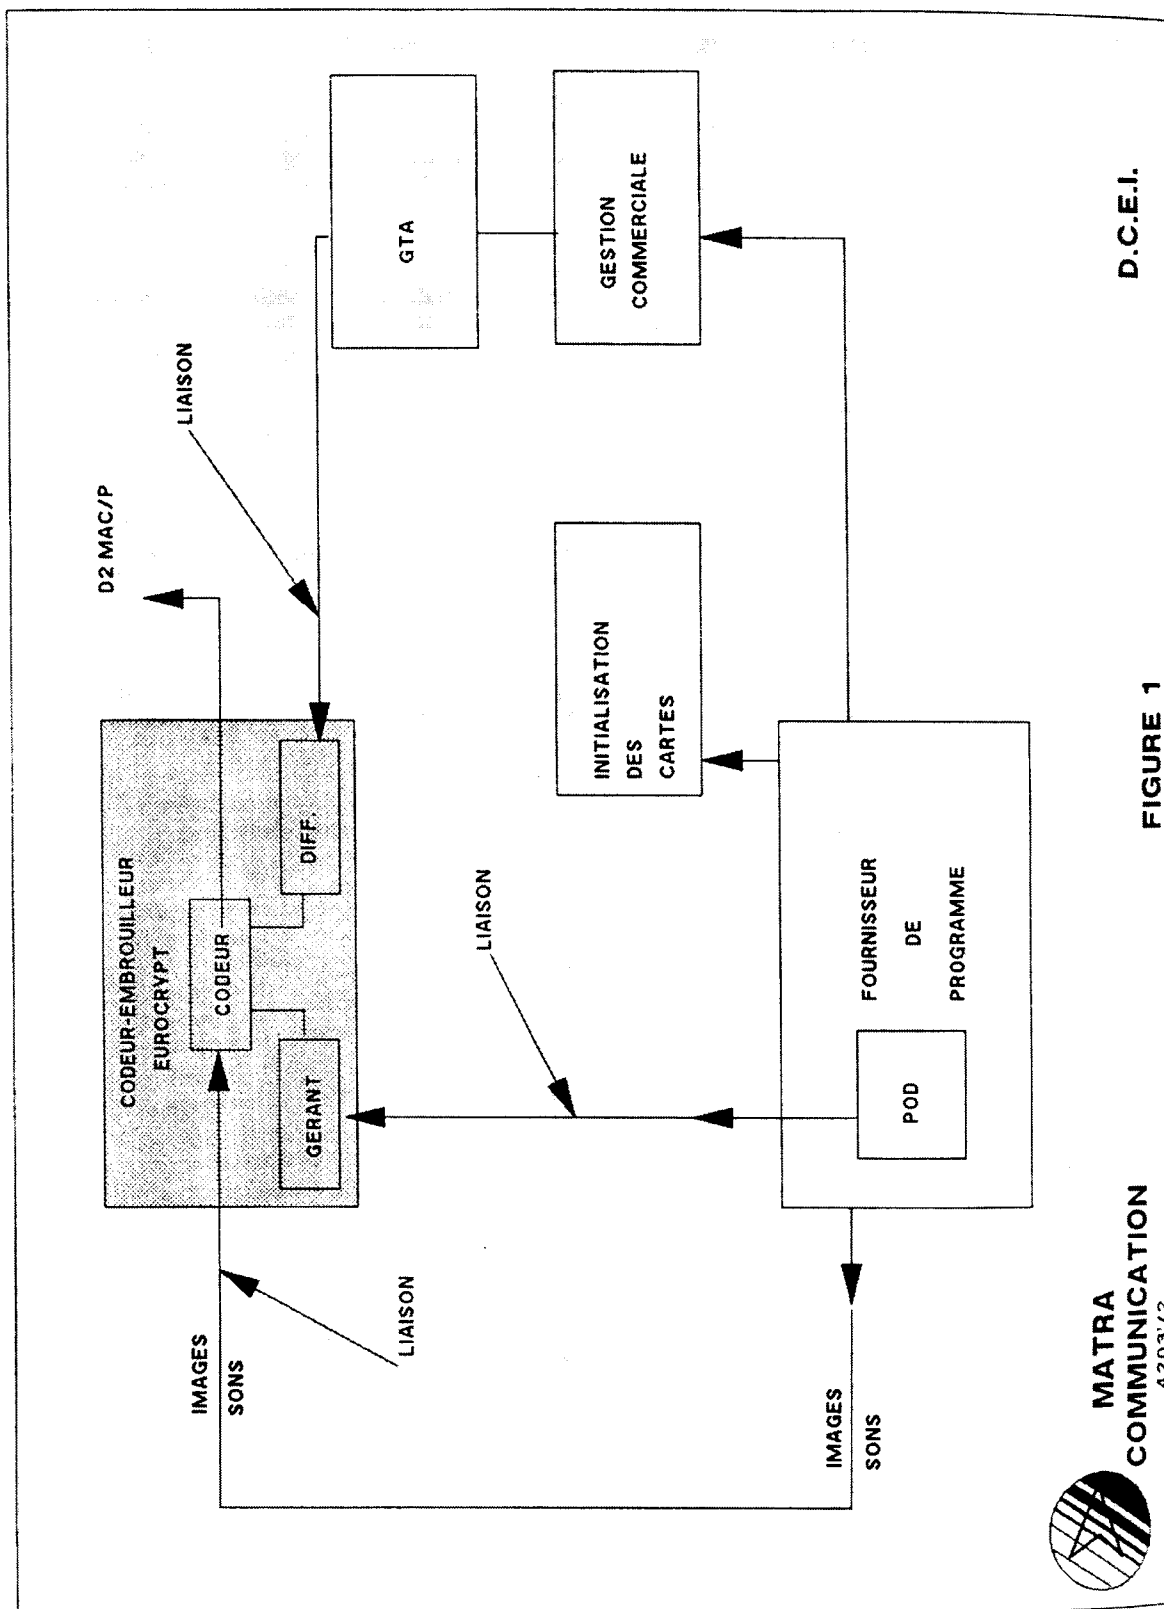 CODEUR-EMBROUILLEUR
EUROCRYPT
D2 MAC/P
IMAGES
SONS
CODEUR
LIAISON
GERANT
DIFF.
GTA
LIAISON
LIAISON
INITIALISATION
DES
CARTES
GESTION
COMMERCIALE
IMAGES
SONS
POD
FOURNISSEUR
DE
PROGRAMME
MATRA
COMMUNICATION
FIGURE 1
D.C.E.I.